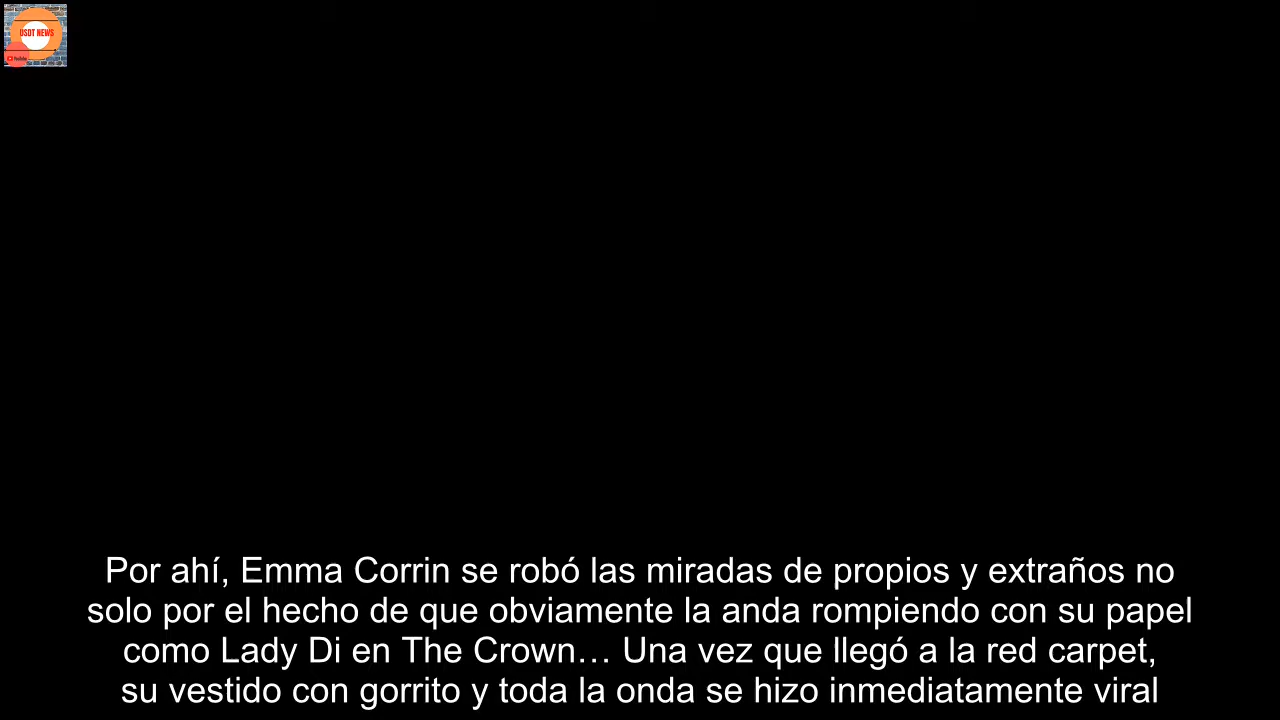 USDT NEWS
Por ahí, Emma Corrin se robó las miradas de propios y extraños no
solo por el hecho de que obviamente la anda rompiendo con su papel
como Lady Di en The Crown… Una vez que llegó a la red carpet,
su vestido con gorrito y toda la onda se hizo inmediatamente viral